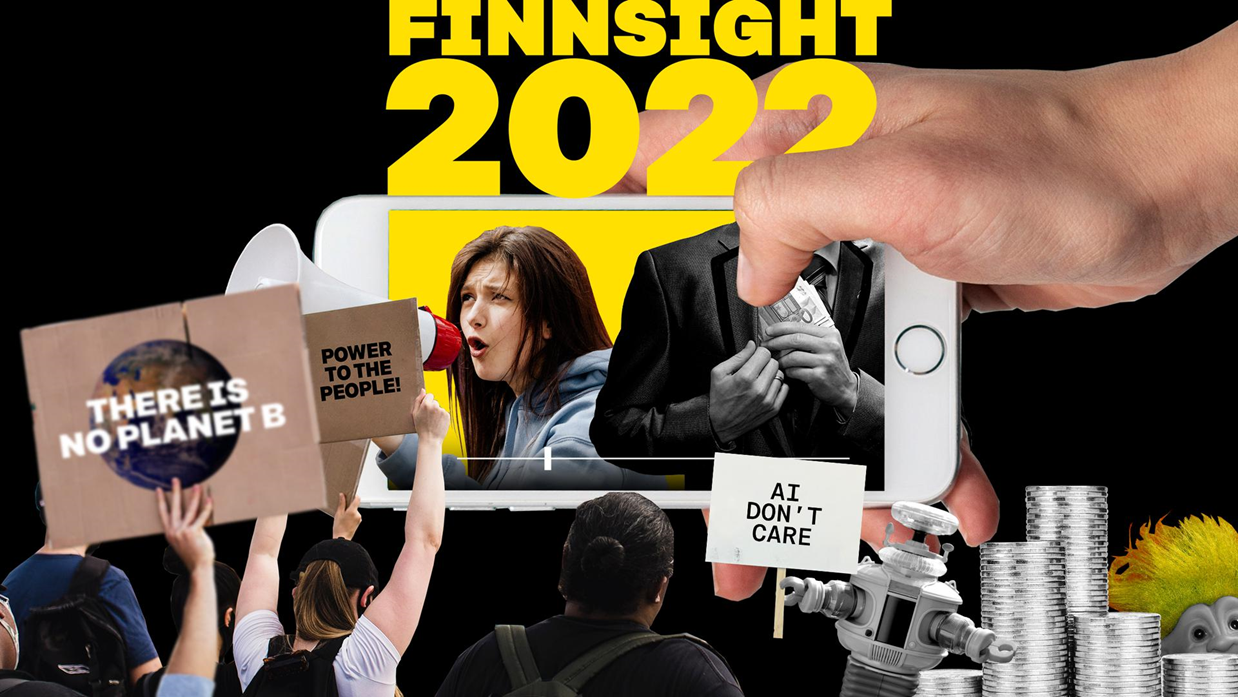 FINNSIGHT
2022
THERE IS
NO PLANET B
POWER
TO THE
PEOPLE!
AI
DON'T
CARE